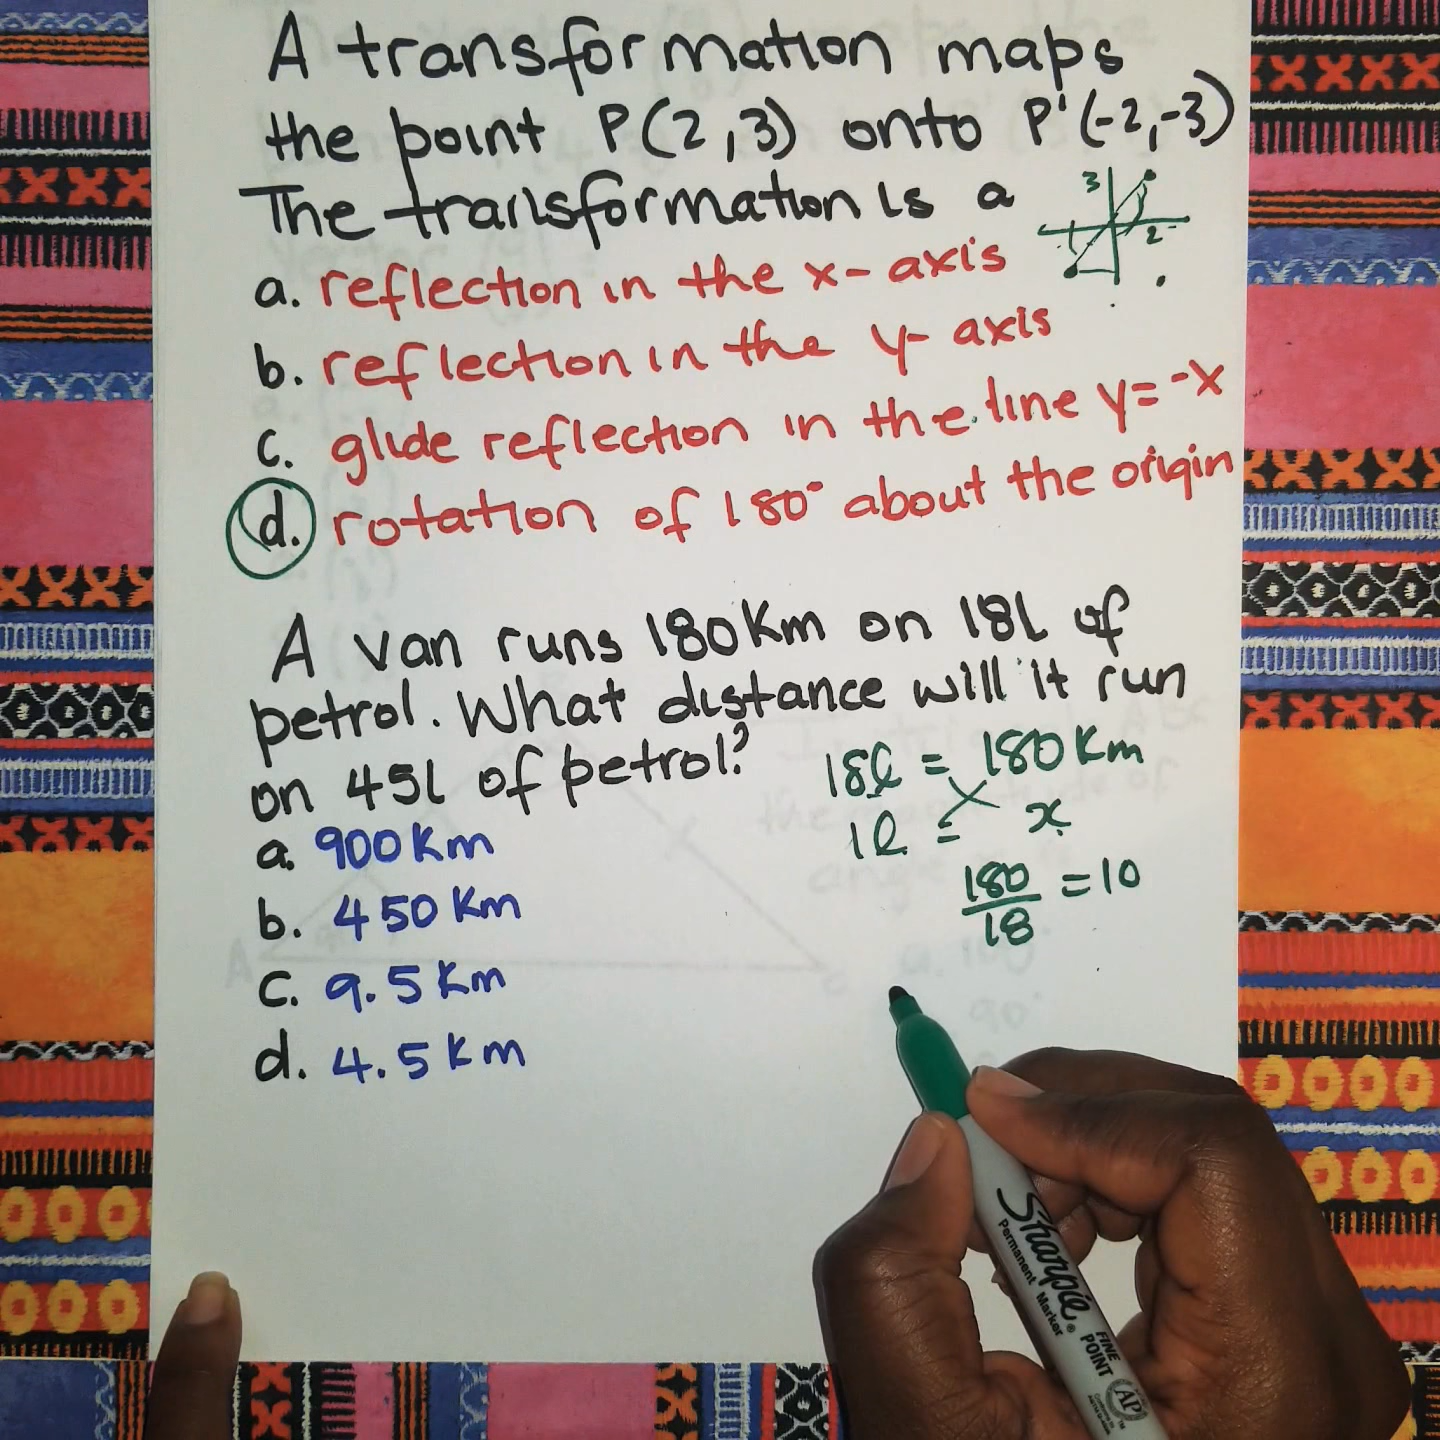 A transformation maps
the point P(2,3) onto P'(-2,-3)
The transformation is a
3
2
a. reflection in the x-axis
b. reflection in the y-axis
c. glide reflection in the line y=-x
d. rotation of 180° about the origin
A van runs 180Km on 18l of
petrol. What distance will it run
on 45l of petrol?
18l = 180Km
1l = x
180/18 = 10
a. 900Km
b. 450Km
c. 9.5Km
d. 4.5Km
Sharpie®
Permanent Marker
FINE
POINT
AP